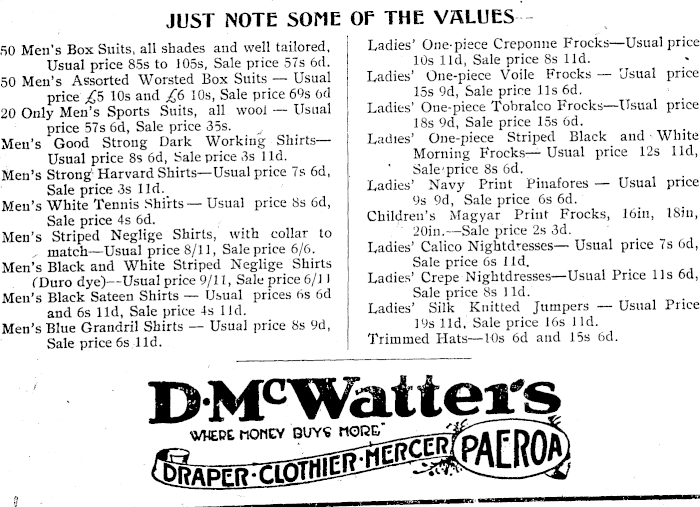 JUST NOTE SOME OF THE VALUES
50 Men's Box Suits, all shades and well tailored,
Usual price 85s to 105s, Sale price 57s 6d.
50 Men's Assorted Worsted Box Suits — Usual
price £5 10s and £6 10s, Sale price 69s 6d
20 Only Men's Sports Suits, all wool — Usual
price 57s 6d, Sale price 35s.
Men's Good Strong Dark Working Shirts—
Usual price 8s 6d, Sale price 3s 11d.
Men's Strong Harvard Shirts—Usual price 7s 6d,
Sale price 3s 11d.
Men's White Tennis Shirts — Usual price 8s 6d,
Sale price 4s 6d.
Men's Striped Neglige Shirts, with collar to
match—Usual price 8/11, Sale price 6/6.
Men's Black and White Striped Neglige Shirts
(Duro dye)—Usual price 9/11, Sale price 6/11
Men's Black Sateen Shirts — Usual prices 6s 6d
and 6s 11d, Sale price 4s 11d.
Men's Blue Grandril Shirts — Usual price 8s 9d,
Sale price 6s 11d.
Ladies' One-piece Creponne Frocks—Usual price
10s 11d, Sale price 8s 11d.
Ladies' One-piece Voile Frocks — Usual price
15s 9d, Sale price 11s 6d.
Ladies' One-piece Tobralco Frocks—Usual price
18s 9d, Sale price 15s 6d.
Ladies' One-piece Striped Black and White
Morning Frocks— Usual price 12s 11d,
Sale price 8s 6d.
Ladies' Navy Print Pinafores — Usual price
9s 9d, Sale price 6s 6d.
Children's Magyar Print Frocks, 16in, 18in,
20in.—Sale price 2s 3d.
Ladies' Calico Nightdresses— Usual price 7s 6d,
Sale price 6s 11d.
Ladies' Crepe Nightdresses—Usual Price 11s 6d,
Sale price 8s 11d.
Ladies' Silk Knitted Jumpers — Usual Price
19s 11d, Sale price 16s 11d.
Trimmed Hats—10s 6d and 15s 6d.
D. McWatters
"WHERE MONEY BUYS MORE"
DRAPER · CLOTHIER · MERCER PAEROA